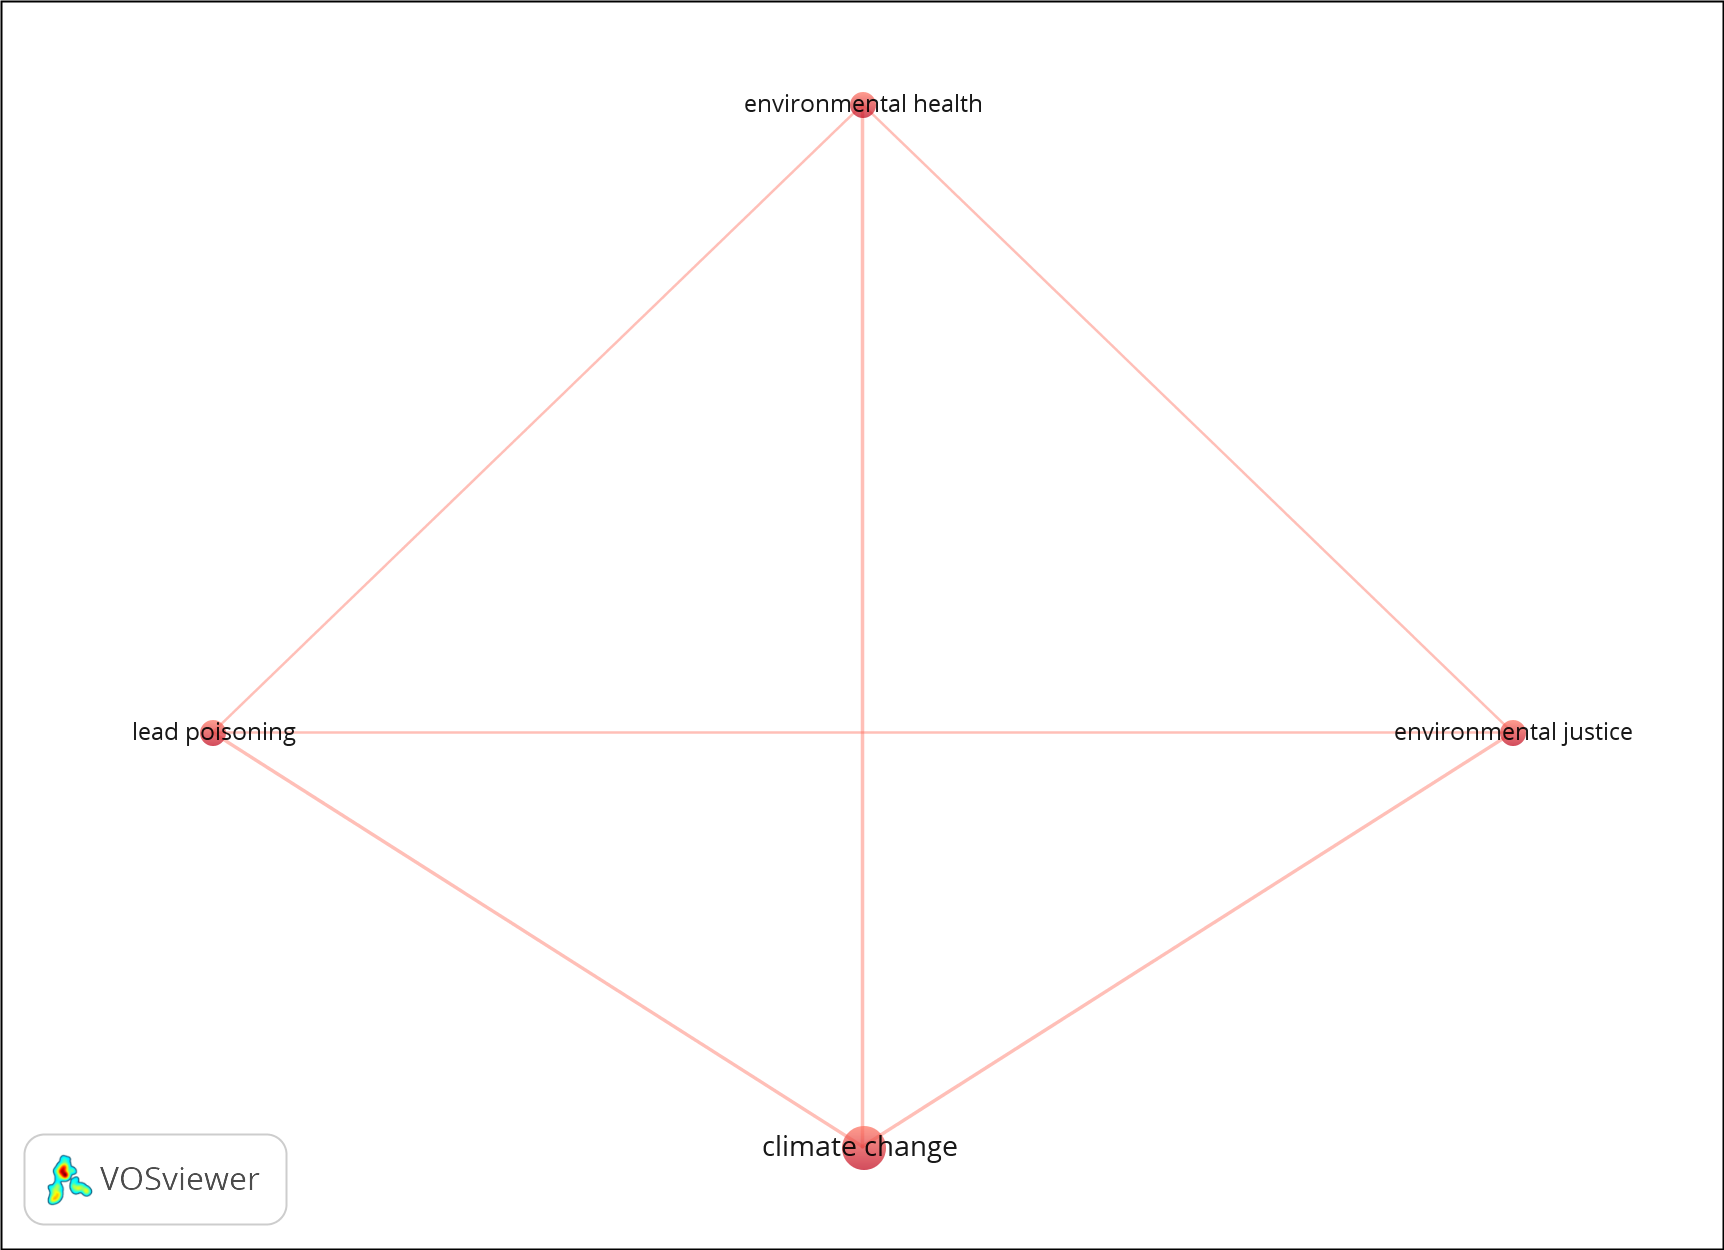 environmental health
lead poisoning
environmental justice
climate change
VOSviewer